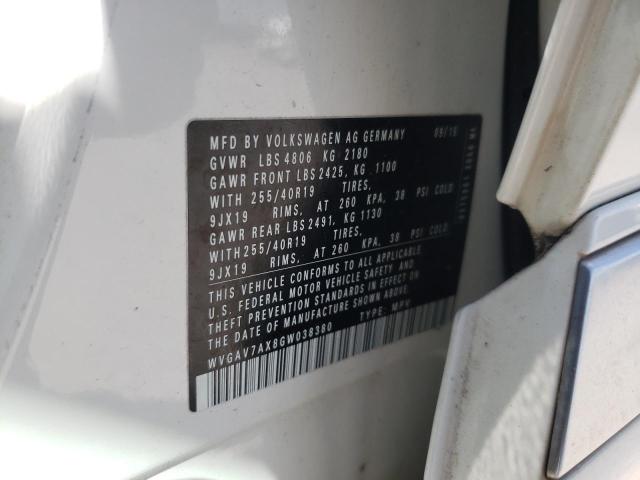 MFD BY VOLKSWAGEN AG GERMANY 09/15
GVWR LBS 4806 KG 2180
GAWR FRONT LBS 2425, KG 1100
WITH 255/40R19 TIRES,
9JX19 RIMS, AT 260 KPA, 38 PSI COLD
GAWR REAR LBS 2491, KG 1130
WITH 255/40R19 TIRES,
9JX19 RIMS, AT 260 KPA, 38 PSI COLD
THIS VEHICLE CONFORMS TO ALL APPLICABLE
U.S. FEDERAL MOTOR VEHICLE SAFETY AND
THEFT PREVENTION STANDARDS IN EFFECT ON
THE DATE OF MANUFACTURE SHOWN ABOVE.
WVGAV7AX8GW038380 TYPE: MPV